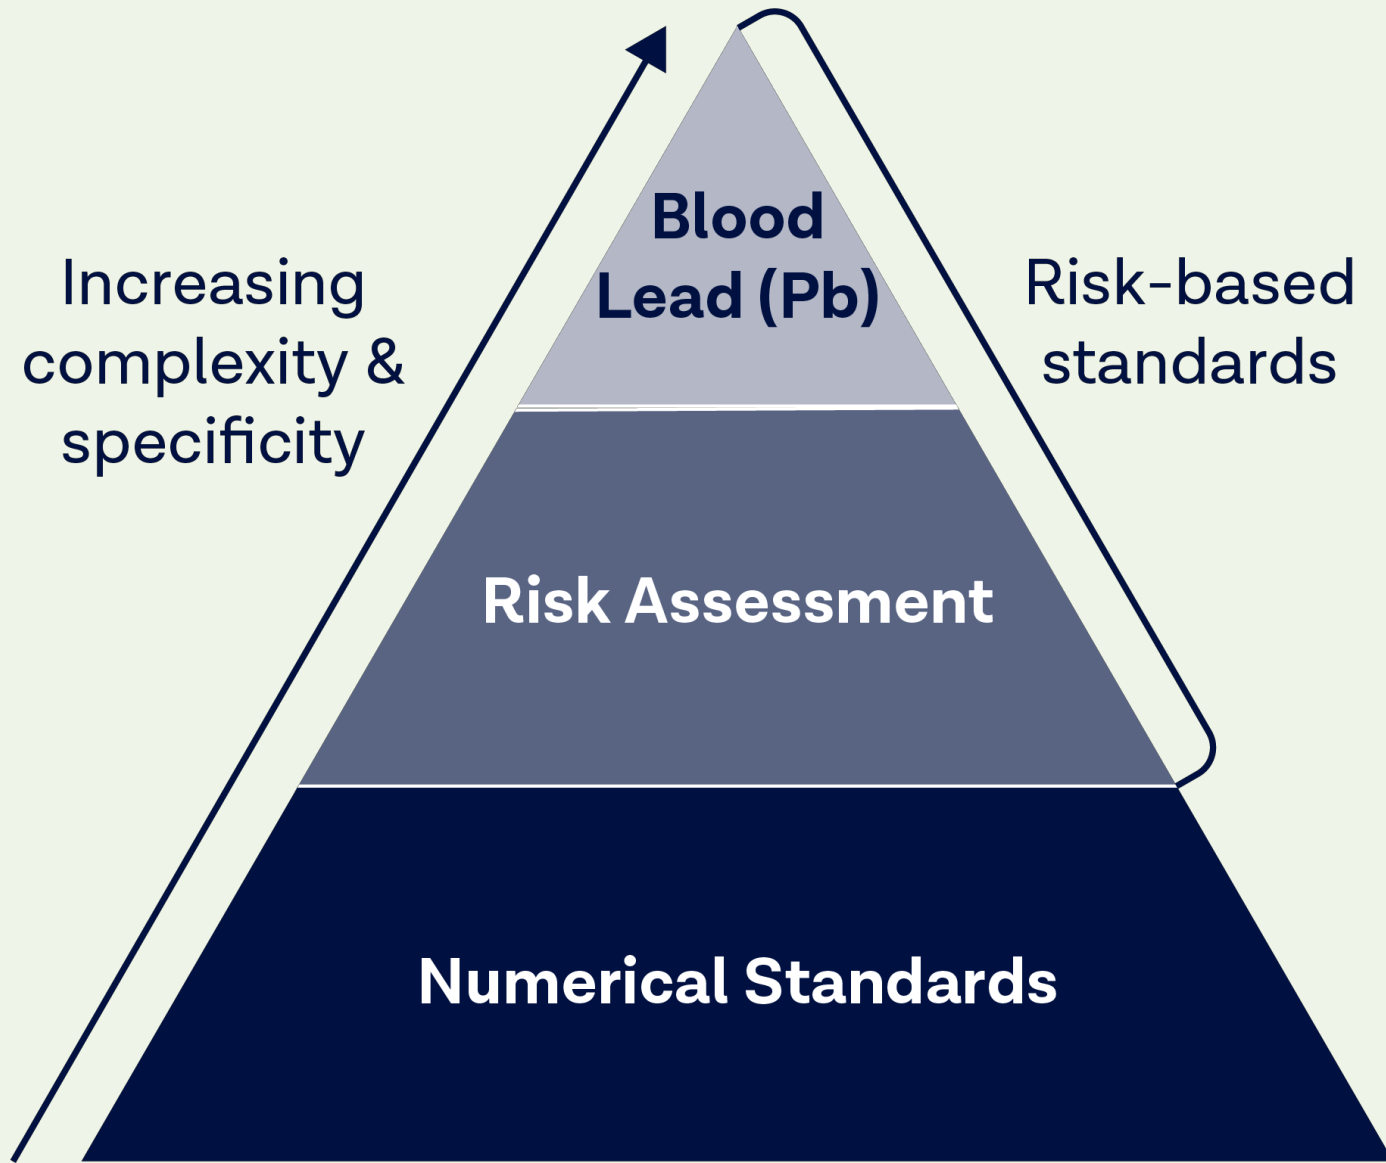 Blood
Lead (Pb)
Increasing
complexity &
specificity
Risk-based
standards
Risk Assessment
Numerical Standards